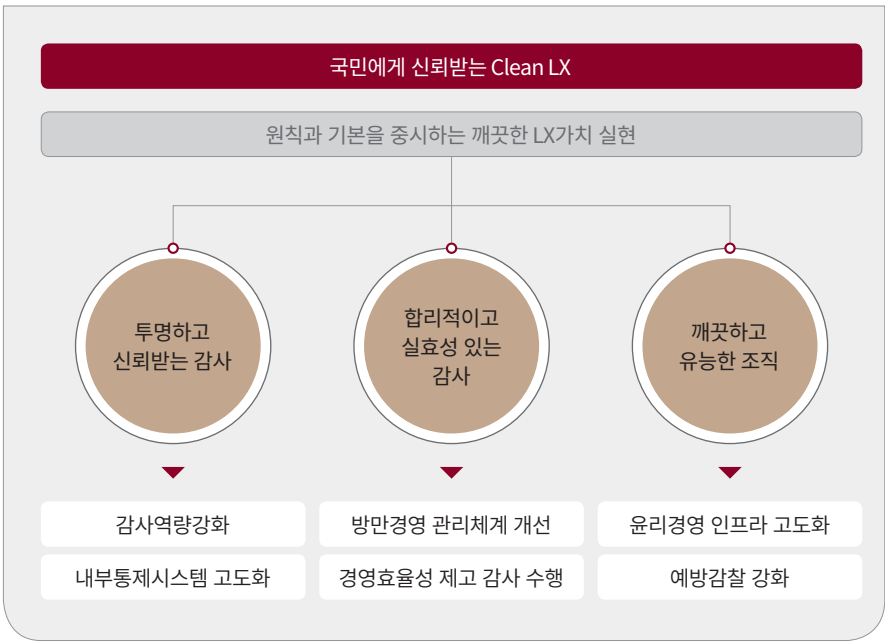 국민에게 신뢰받는 Clean LX
원칙과 기본을 중시하는 깨끗한 LX가치 실현
투명하고
신뢰받는 감사
합리적이고
실효성 있는
감사
깨끗하고
유능한 조직
감사역량강화
방만경영 관리체계 개선
윤리경영 인프라 고도화
내부통제시스템 고도화
경영효율성 제고 감사 수행
예방감찰 강화